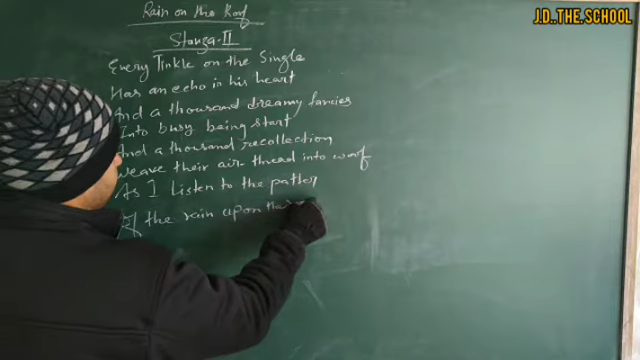 J.D..THE.SCHOOL
Rain on the Roof
Stanza-II
Every Tinkle on the Single
Has an echo in his heart
And a thousand dreamy fancies
Into busy being start
And a thousand recollection
weave their air thread into woof
As I Listen to the patter
Of the rain upon the